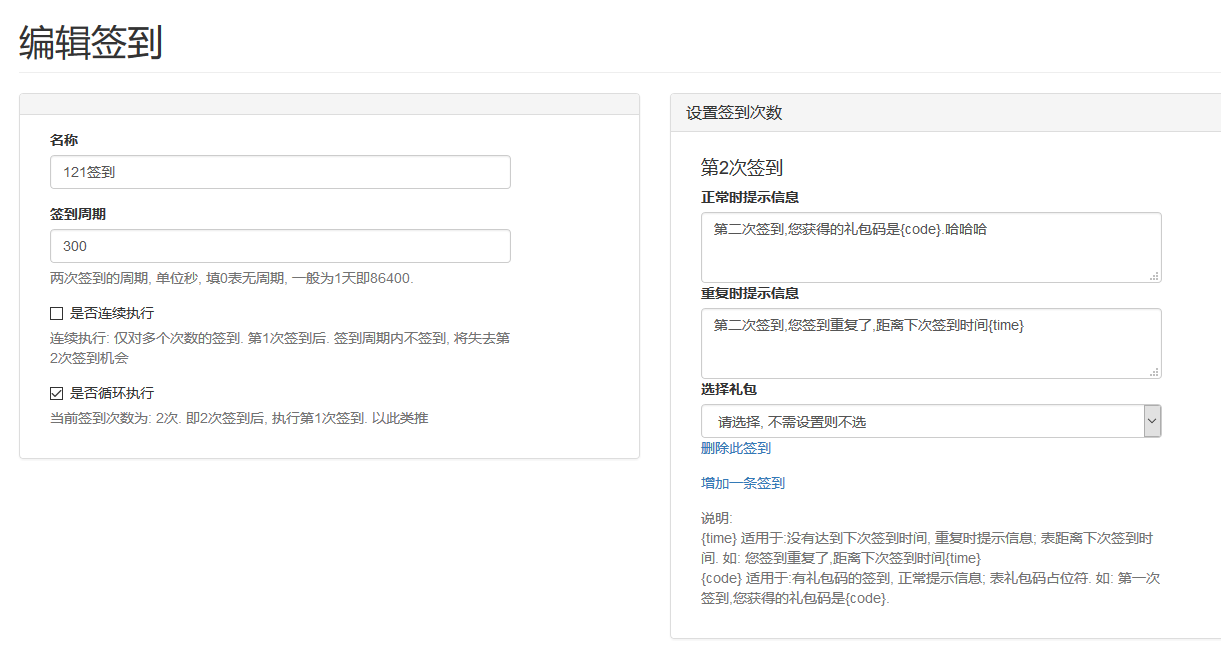 编辑签到
名称
121签到
签到周期
300
两次签到的周期, 单位秒, 填0表无周期, 一般为1天即86400.
是否连续执行
连续执行: 仅对多个次数的签到. 第1次签到后. 签到周期内不签到, 将失去第
2次签到机会
是否循环执行
当前签到次数为: 2次. 即2次签到后, 执行第1次签到. 以此类推
设置签到次数
第2次签到
正常时提示信息
第二次签到,您获得的礼包码是{code}.哈哈哈
重复时提示信息
第二次签到,您签到重复了,距离下次签到时间{time}
选择礼包
请选择, 不需设置则不选
删除此签到
增加一条签到
说明:
{time} 适用于:没有达到下次签到时间, 重复时提示信息; 表距离下次签到时
间. 如: 您签到重复了,距离下次签到时间{time}
{code} 适用于:有礼包码的签到, 正常提示信息; 表礼包码占位符. 如: 第一次
签到,您获得的礼包码是{code}.